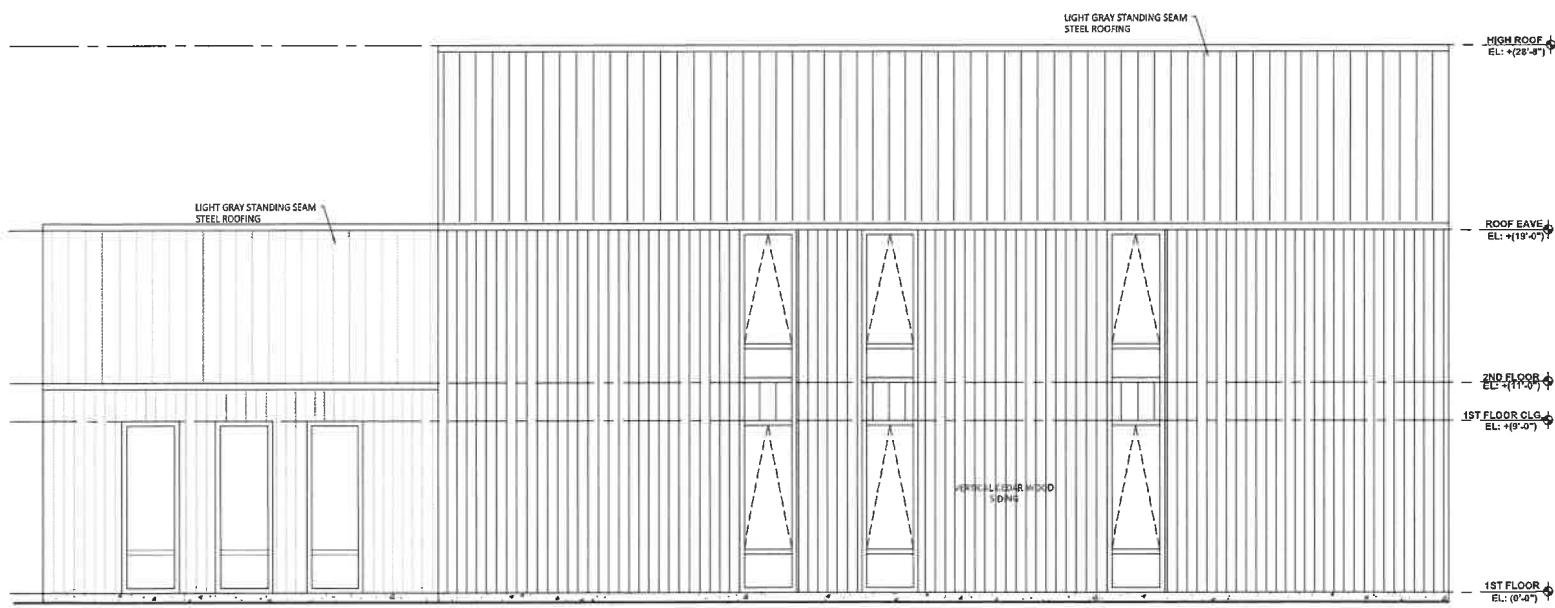 LIGHT GRAY STANDING SEAM
STEEL ROOFING
HIGH ROOF
EL: +(28'-8")
LIGHT GRAY STANDING SEAM
STEEL ROOFING
ROOF EAVE
EL: +(19'-0")
2ND FLOOR
EL: +(11'-0")
1ST FLOOR CLG
EL: +(9'-0")
VERTICAL CEDAR WOOD
SIDING
1ST FLOOR
EL: (0'-0")